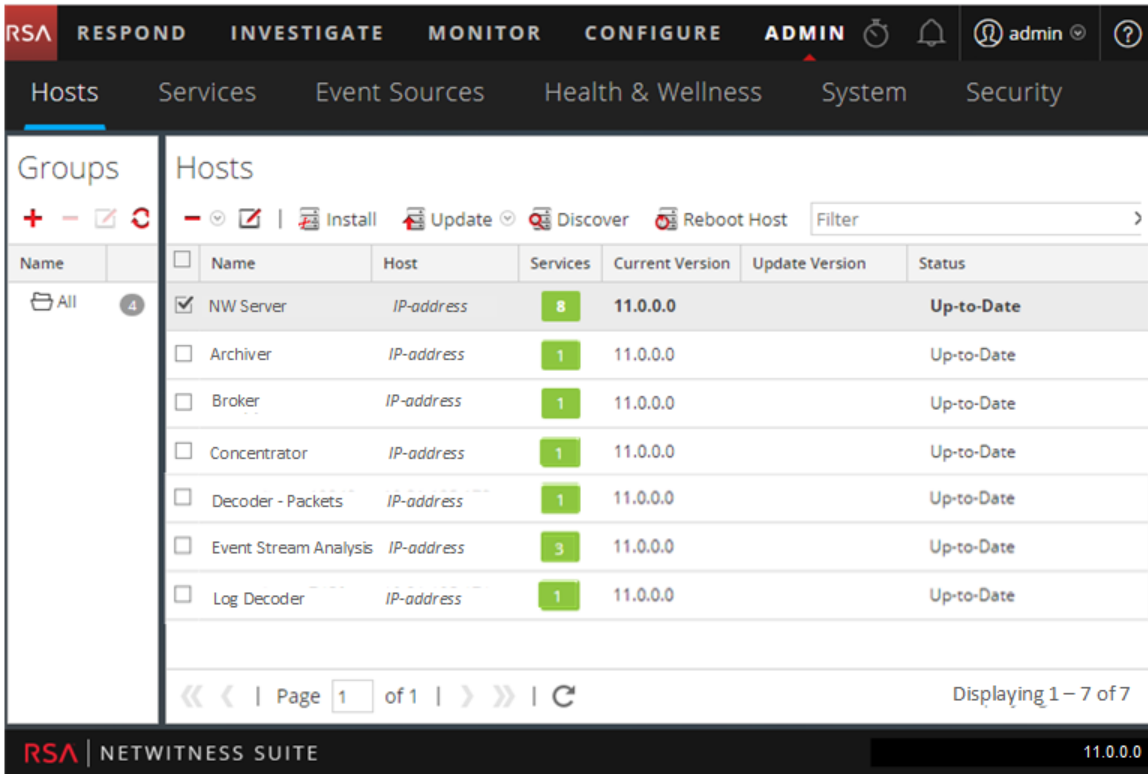 RSA RESPOND INVESTIGATE MONITOR CONFIGURE ADMIN admin ?
Hosts Services Event Sources Health & Wellness System Security
Groups
Name
All 4
Hosts
Install Update Discover Reboot Host Filter
Name Host Services Current Version Update Version Status
NW Server IP-address 8 11.0.0.0 Up-to-Date
Archiver IP-address 1 11.0.0.0 Up-to-Date
Broker IP-address 1 11.0.0.0 Up-to-Date
Concentrator IP-address 1 11.0.0.0 Up-to-Date
Decoder - Packets IP-address 1 11.0.0.0 Up-to-Date
Event Stream Analysis IP-address 3 11.0.0.0 Up-to-Date
Log Decoder IP-address 1 11.0.0.0 Up-to-Date
Page 1 of 1 Displaying 1 – 7 of 7
RSA NETWITNESS SUITE 11.0.0.0